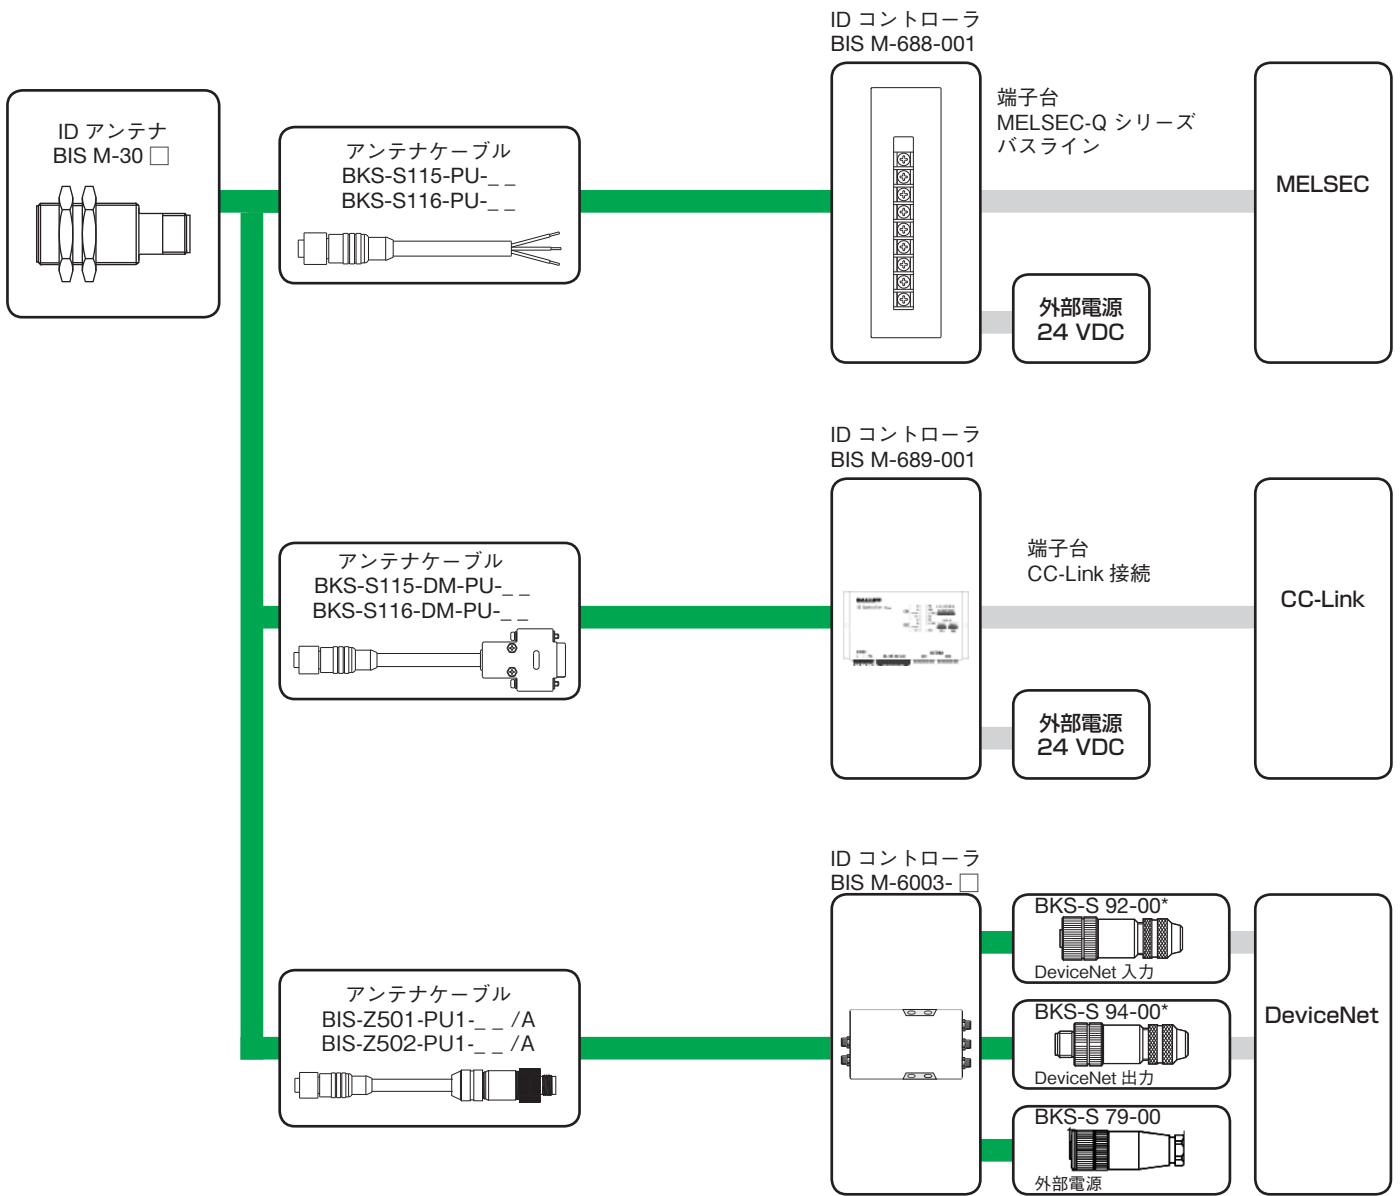 ID コントローラ
BIS M-688-001
ID アンテナ
BIS M-30 □
アンテナケーブル
BKS-S115-PU-_ _
BKS-S116-PU-_ _
端子台
MELSEC-Q シリーズ
バスライン
MELSEC
外部電源
24 VDC
ID コントローラ
BIS M-689-001
アンテナケーブル
BKS-S115-DM-PU-_ _
BKS-S116-DM-PU-_ _
端子台
CC-Link 接続
CC-Link
外部電源
24 VDC
ID コントローラ
BIS M-6003- □
アンテナケーブル
BIS-Z501-PU1-_ _ /A
BIS-Z502-PU1-_ _ /A
BKS-S 92-00*
DeviceNet 入力
BKS-S 94-00*
DeviceNet 出力
BKS-S 79-00
外部電源
DeviceNet